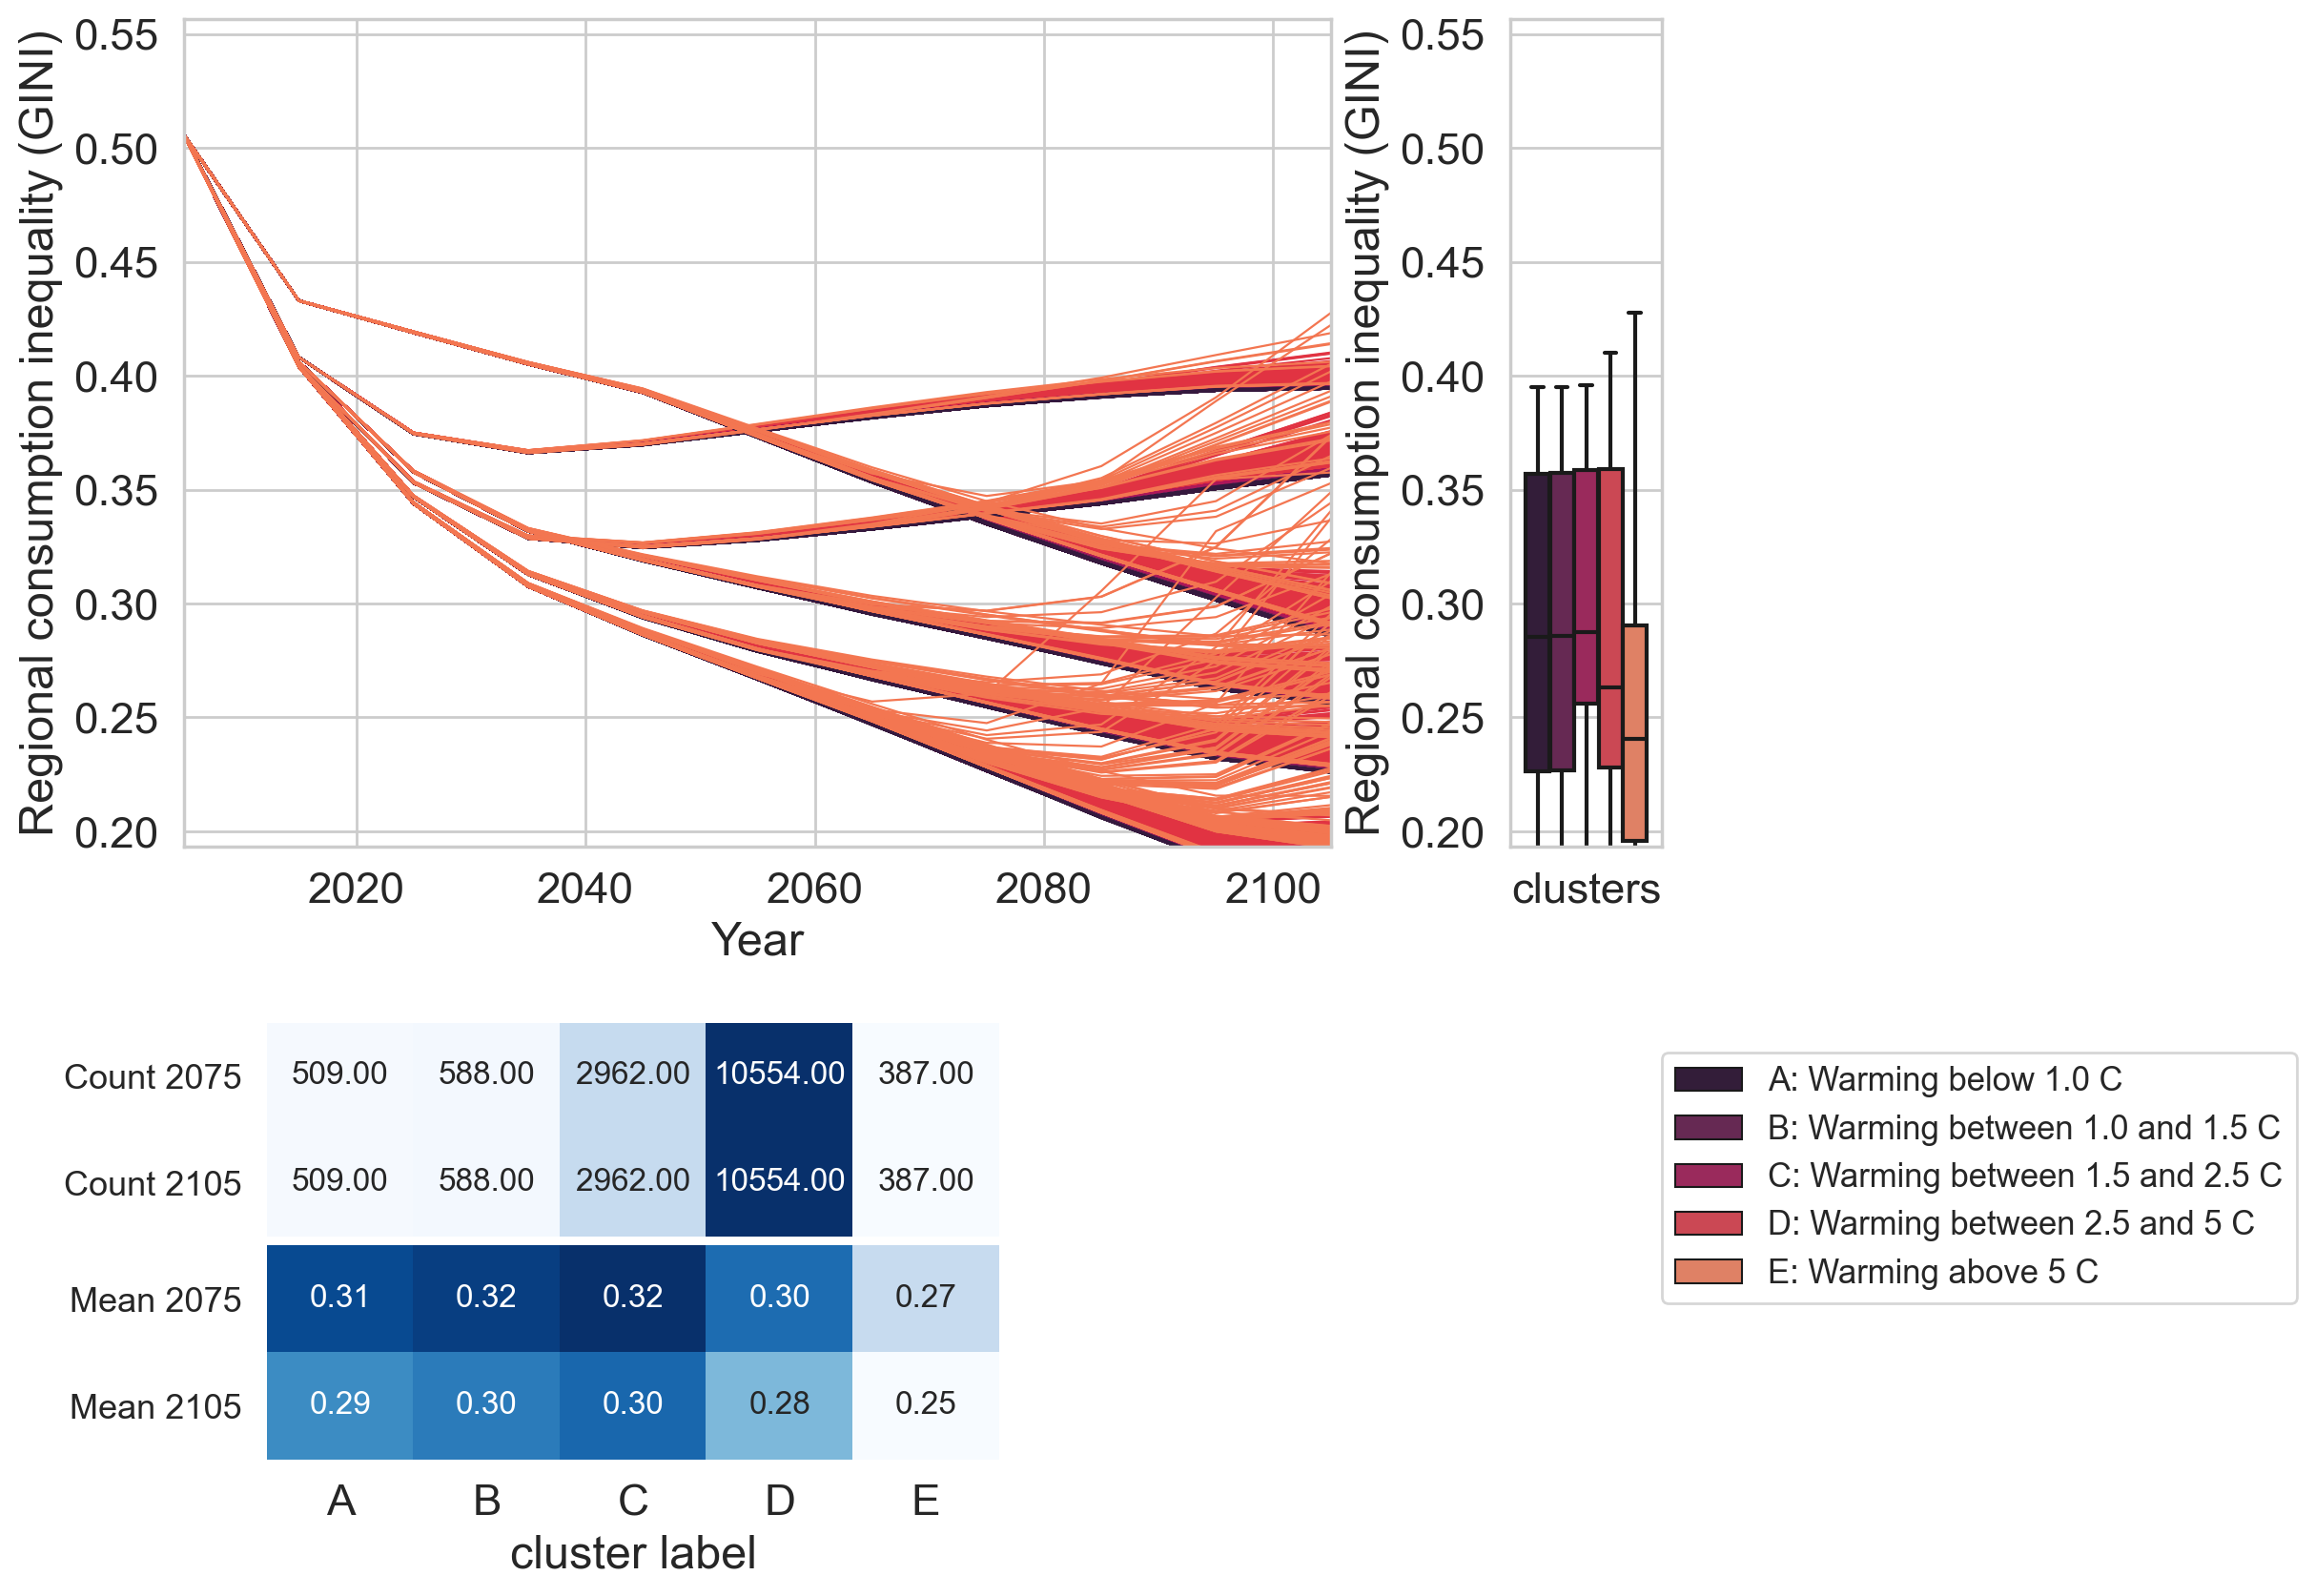 Regional consumption inequality (GINI)
0.55
0.50
0.45
0.40
0.35
0.30
0.25
0.20
2020 2040 2060 2080 2100
Year
Regional consumption inequality (GINI)
0.55
0.50
0.45
0.40
0.35
0.30
0.25
0.20
clusters
Count 2075 509.00 588.00 2962.00 10554.00 387.00
Count 2105 509.00 588.00 2962.00 10554.00 387.00
Mean 2075 0.31 0.32 0.32 0.30 0.27
Mean 2105 0.29 0.30 0.30 0.28 0.25
A B C D E
cluster label
A: Warming below 1.0 C
B: Warming between 1.0 and 1.5 C
C: Warming between 1.5 and 2.5 C
D: Warming between 2.5 and 5 C
E: Warming above 5 C